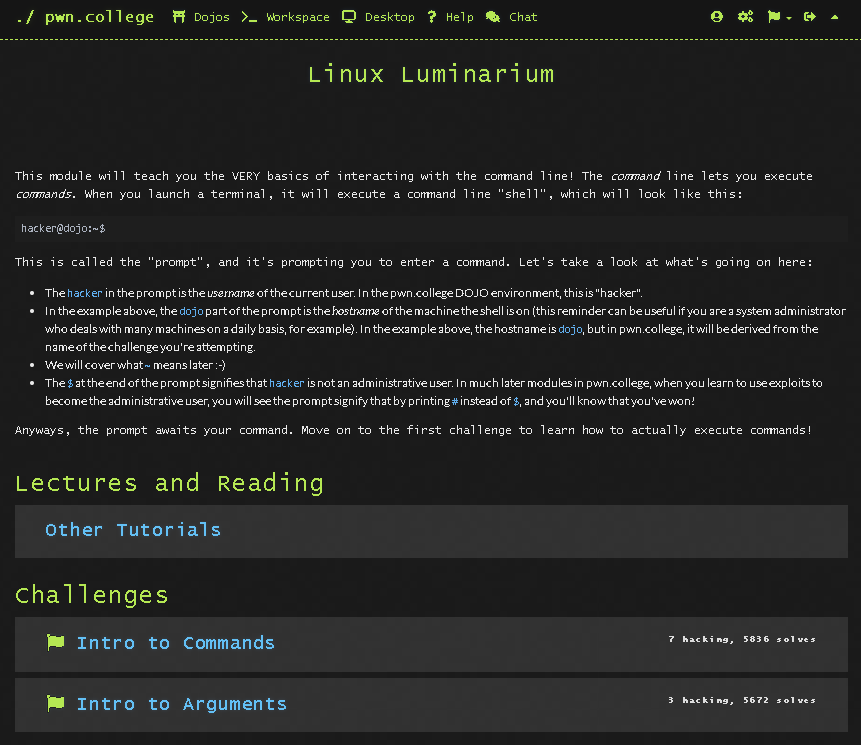 ./ pwn.college Dojos Workspace Desktop Help Chat
Linux Luminarium
This module will teach you the VERY basics of interacting with the command line! The command line lets you execute
commands. When you launch a terminal, it will execute a command line "shell", which will look like this:
hacker@dojo:~$
This is called the "prompt", and it's prompting you to enter a command. Let's take a look at what's going on here:
• The hacker in the prompt is the username of the current user. In the pwn.college DOJO environment, this is "hacker".
• In the example above, the dojo part of the prompt is the hostname of the machine the shell is on (this reminder can be useful if you are a system administrator
who deals with many machines on a daily basis, for example). In the example above, the hostname is dojo, but in pwn.college, it will be derived from the
name of the challenge you're attempting.
• We will cover what ~ means later :-)
• The $ at the end of the prompt signifies that hacker is not an administrative user. In much later modules in pwn.college, when you learn to use exploits to
become the administrative user, you will see the prompt signify that by printing # instead of $, and you'll know that you've won!
Anyways, the prompt awaits your command. Move on to the first challenge to learn how to actually execute commands!
Lectures and Reading
Other Tutorials
Challenges
Intro to Commands 7 hacking, 5836 solves
Intro to Arguments 3 hacking, 5672 solves